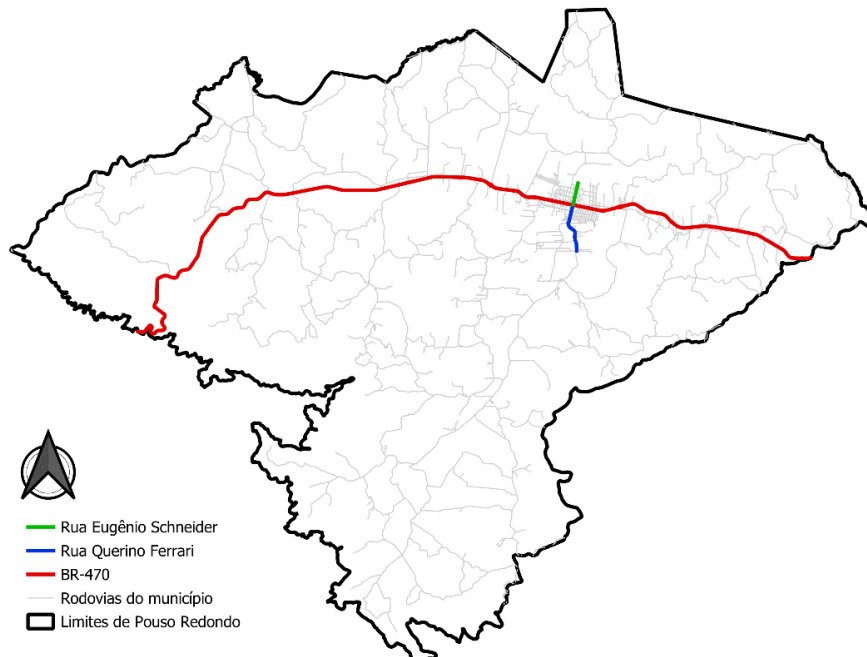 Rua Eugênio Schneider
Rua Querino Ferrari
BR-470
Rodovias do município
Limites de Pouso Redondo